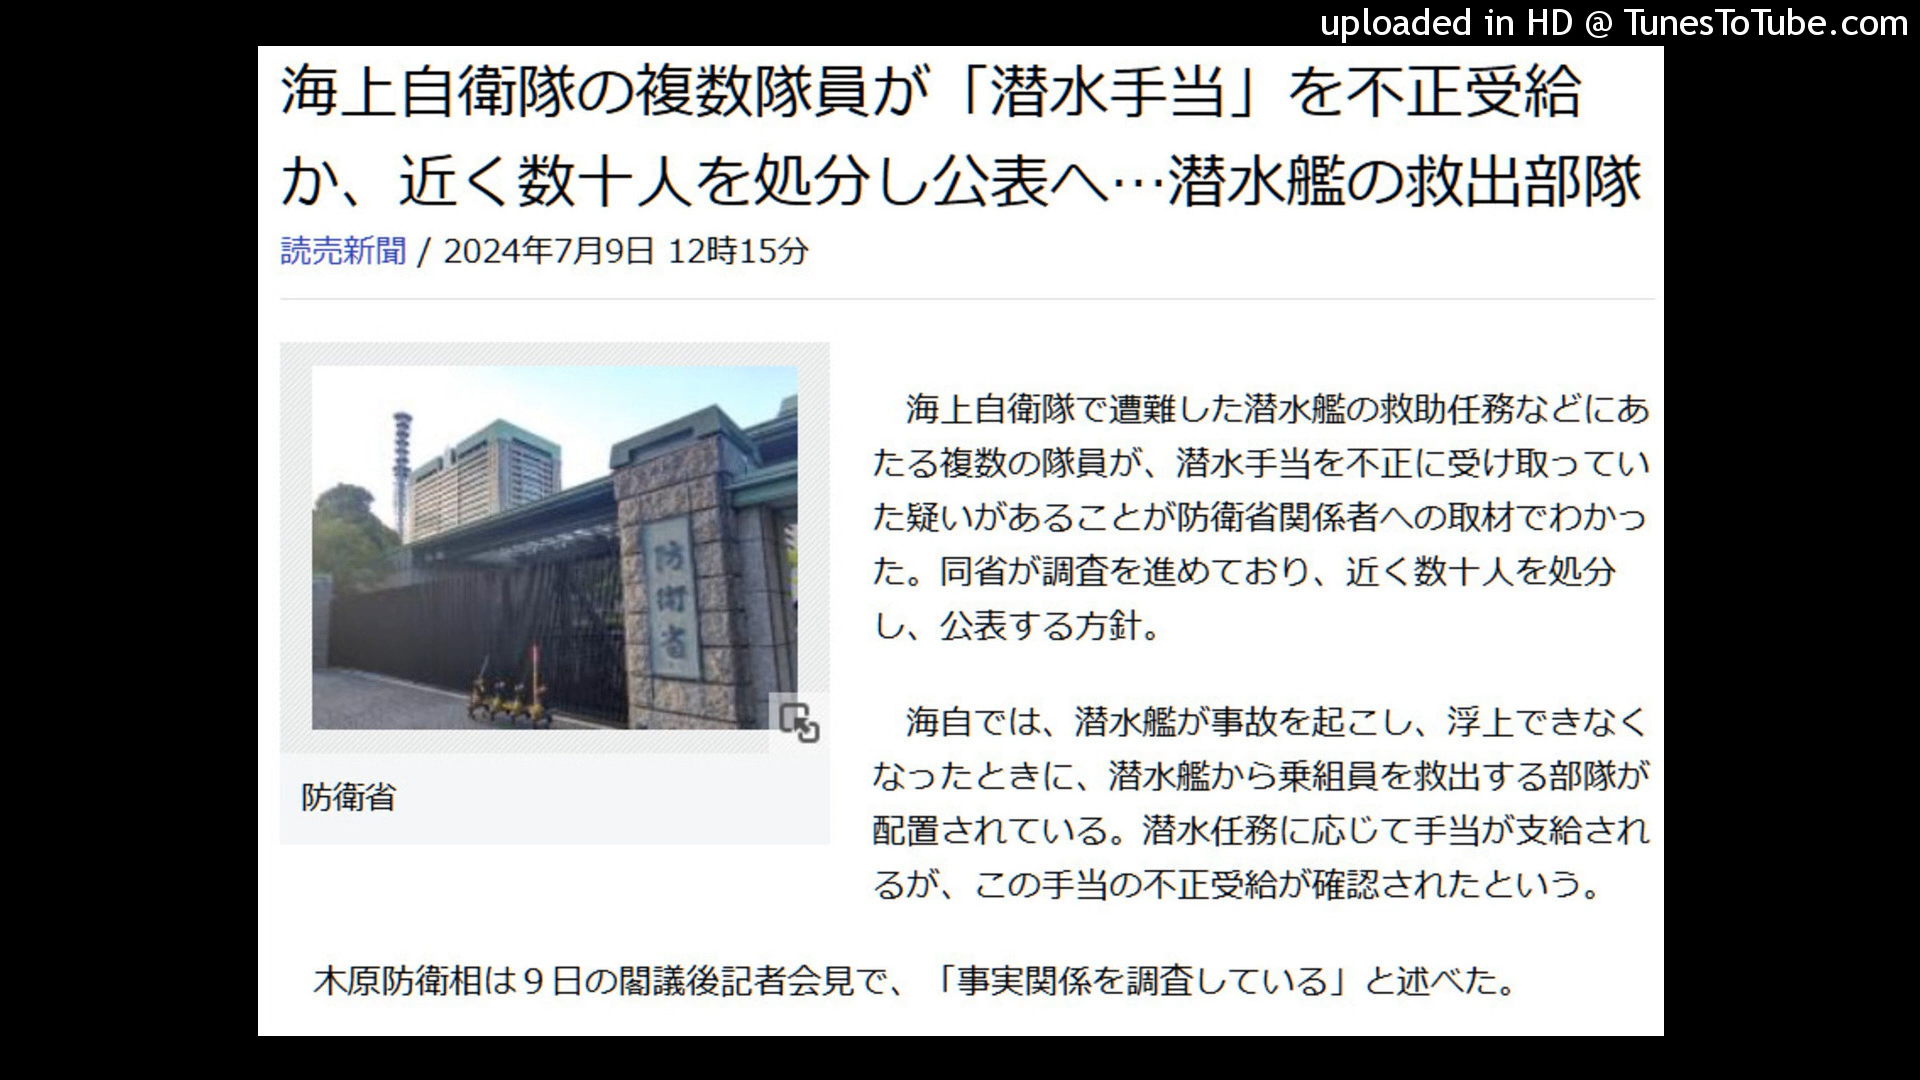 uploaded in HD @ TunesToTube.com
海上自衛隊の複数隊員が「潜水手当」を不正受給
か、近く数十人を処分し公表へ…潜水艦の救出部隊
読売新聞 / 2024年7月9日 12時15分
防衛省
防衛省
海上自衛隊で遭難した潜水艦の救助任務などにあ
たる複数の隊員が、潜水手当を不正に受け取ってい
た疑いがあることが防衛省関係者への取材でわかっ
た。同省が調査を進めており、近く数十人を処分
し、公表する方針。
海自では、潜水艦が事故を起こし、浮上できなく
なったときに、潜水艦から乗組員を救出する部隊が
配置されている。潜水任務に応じて手当が支給され
るが、この手当の不正受給が確認されたという。
木原防衛相は９日の閣議後記者会見で、「事実関係を調査している」と述べた。